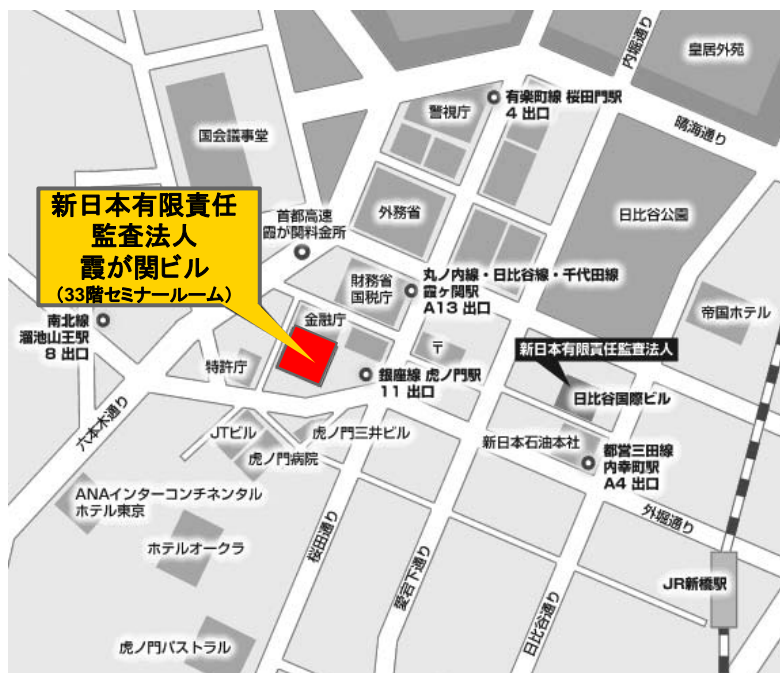 皇居外苑
内堀通り
有楽町線 桜田門駅
4 出口
警視庁
晴海通り
国会議事堂
新日本有限責任
監査法人
霞が関ビル
(33階セミナールーム)
首都高速
霞が関料金所
外務省
日比谷公園
財務省
国税庁
丸ノ内線・日比谷線・千代田線
霞ヶ関駅
A13 出口
帝国ホテル
南北線
溜池山王駅
8 出口
金融庁
〒
新日本有限責任監査法人
特許庁
銀座線 虎ノ門駅
11 出口
日比谷国際ビル
六本木通り
JTビル
虎ノ門三井ビル
虎ノ門病院
新日本石油本社
都営三田線
内幸町駅
A4 出口
ANAインターコンチネンタル
ホテル東京
外堀通り
ホテルオークラ
桜田通り
愛宕下通り
日比谷通り
JR新橋駅
虎ノ門パストラル